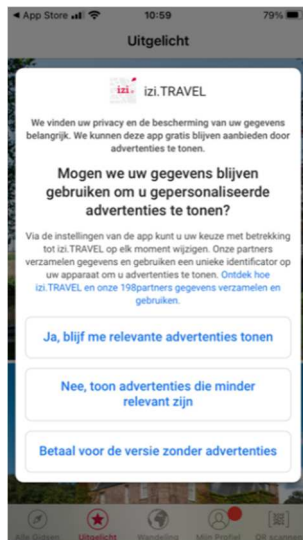 App Store 10:59 79%
Uitgelicht
izi. izi.TRAVEL
We vinden uw privacy en de bescherming van uw gegevens
belangrijk. We kunnen deze app gratis blijven aanbieden door
advertenties te tonen.
Mogen we uw gegevens blijven
gebruiken om u gepersonaliseerde
advertenties te tonen?
Via de instellingen van de app kunt u uw keuze met betrekking
tot izi.TRAVEL op elk moment wijzigen. Onze partners
verzamelen gegevens en gebruiken een unieke identificator op
uw apparaat om u advertenties te tonen. Ontdek hoe
izi.TRAVEL en onze 198partners gegevens verzamelen en
gebruiken.
Ja, blijf me relevante advertenties tonen
Nee, toon advertenties die minder
relevant zijn
Betaal voor de versie zonder advertenties
Alle Gidsen Uitgelicht Wandeling Mijn Profiel QR scannen